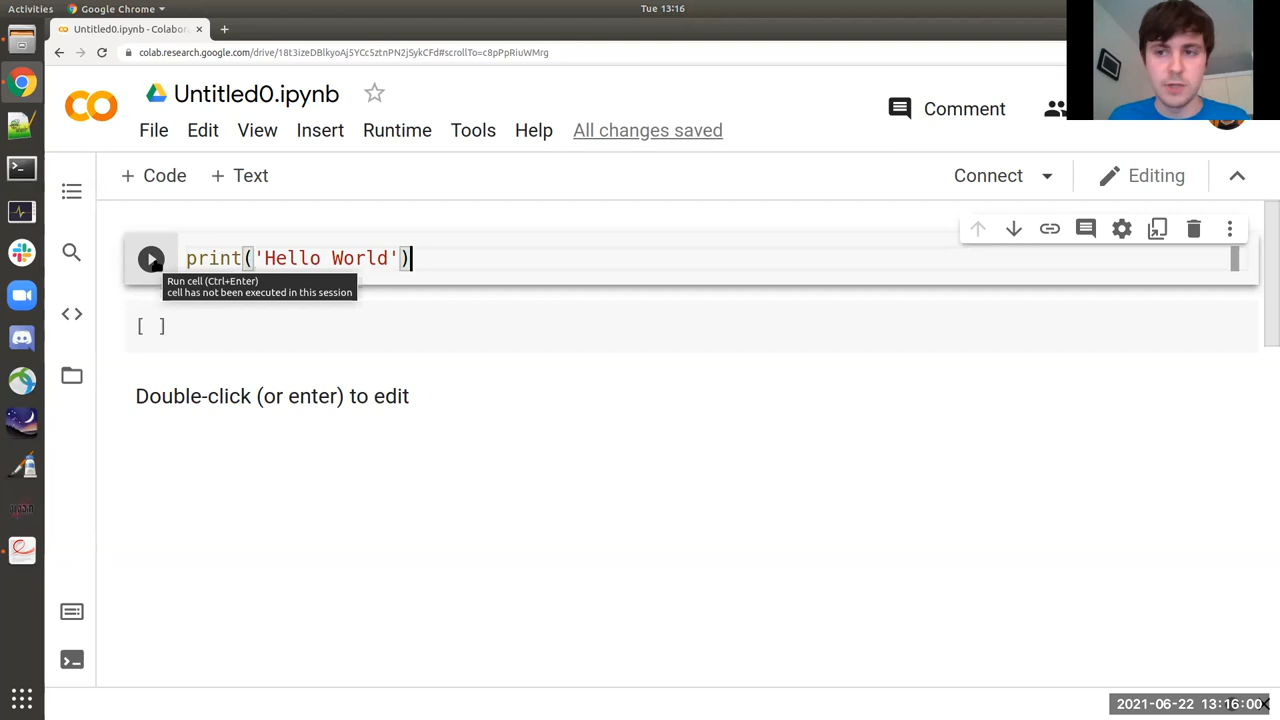 Activities Google Chrome Tue 13:16
Untitled0.ipynb - Colabor
colab.research.google.com/drive/18t3izeDBlkyoAj5YCc5ztnPN2jSykCFd#scrollTo=c8pPpRiuWMrg
Untitled0.ipynb
Comment
File Edit View Insert Runtime Tools Help All changes saved
+ Code + Text Connect Editing
print('Hello World')
Run cell (Ctrl+Enter)
cell has not been executed in this session
[ ]
Double-click (or enter) to edit
2021-06-22 13:16:00